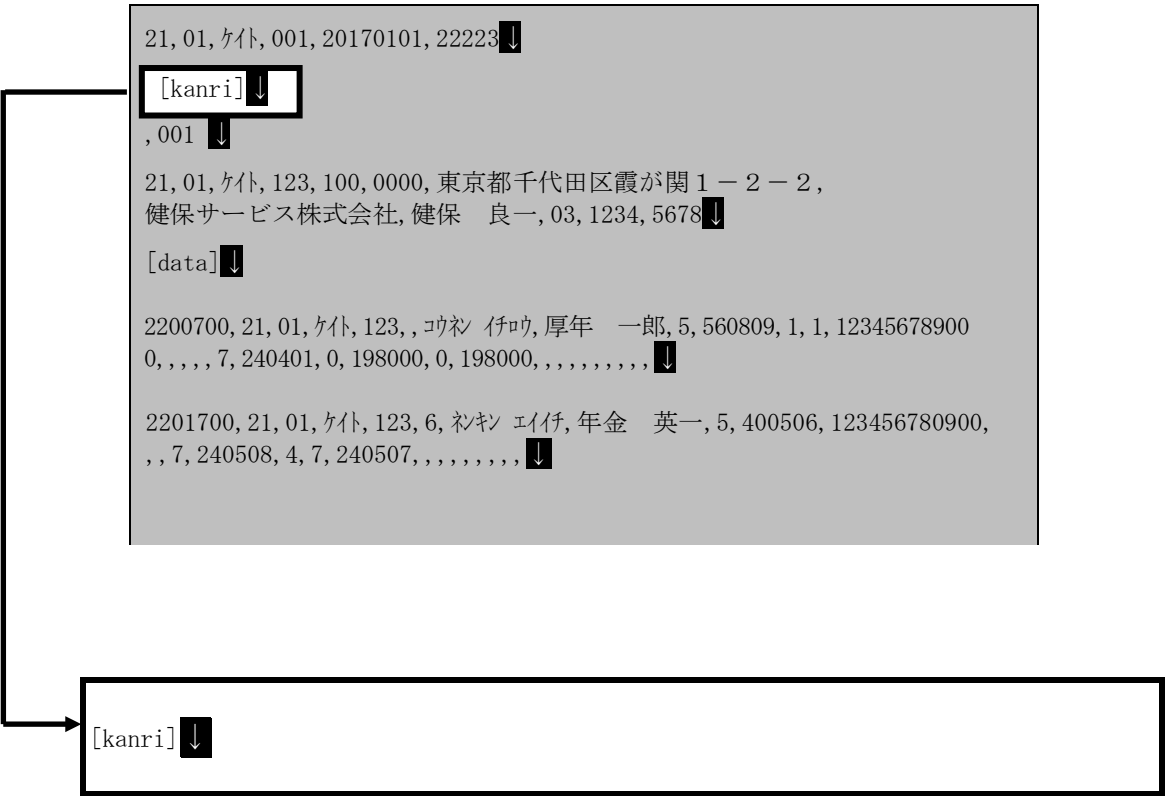 21,01,ｹｲﾄ,001,20170101,22223↓
[kanri]↓
,001 ↓
21,01,ｹｲﾄ,123,100,0000,東京都千代田区霞が関１－２－２,
健保サービス株式会社,健保　良一,03,1234,5678↓
[data]↓
2200700,21,01,ｹｲﾄ,123,,ｺｳﾈﾝ ｲﾁﾛｳ,厚年　一郎,5,560809,1,1,12345678900
0,,,,,7,240401,0,198000,0,198000,,,,,,,,,,↓
2201700,21,01,ｹｲﾄ,123,6,ﾈﾝｷﾝ ｴｲｲﾁ,年金　英一,5,400506,123456780900,
,,7,240508,4,7,240507,,,,,,,,,↓
[kanri]↓